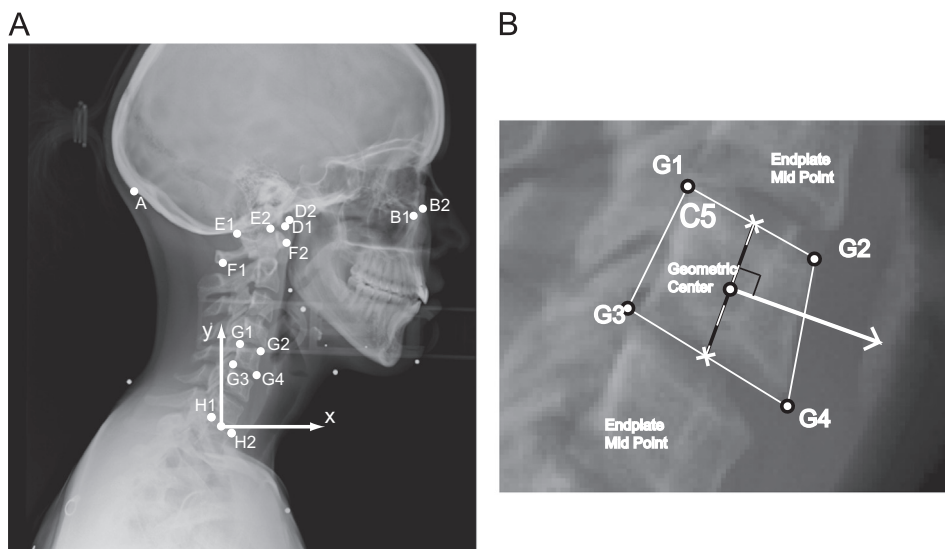 A
B
A
B2
B1
D2
D1
E2
E1
F2
F1
y
G1
G2
G3
G4
H1
x
H2
G1
Endplate
Mid Point
C5
G2
Geometric
Center
G3
G4
Endplate
Mid Point